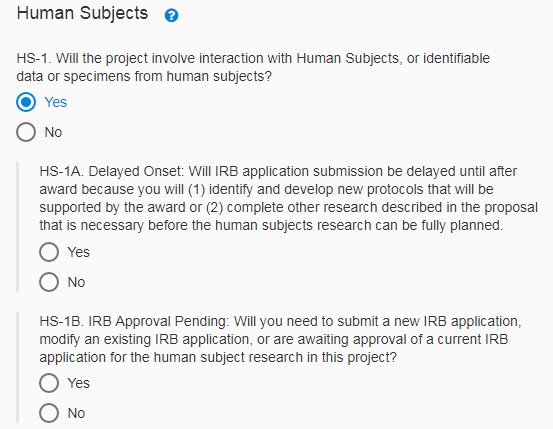 Human Subjects ?
HS-1. Will the project involve interaction with Human Subjects, or identifiable
data or specimens from human subjects?
Yes
No
HS-1A. Delayed Onset: Will IRB application submission be delayed until after
award because you will (1) identify and develop new protocols that will be
supported by the award or (2) complete other research described in the proposal
that is necessary before the human subjects research can be fully planned.
Yes
No
HS-1B. IRB Approval Pending: Will you need to submit a new IRB application,
modify an existing IRB application, or are awaiting approval of a current IRB
application for the human subject research in this project?
Yes
No